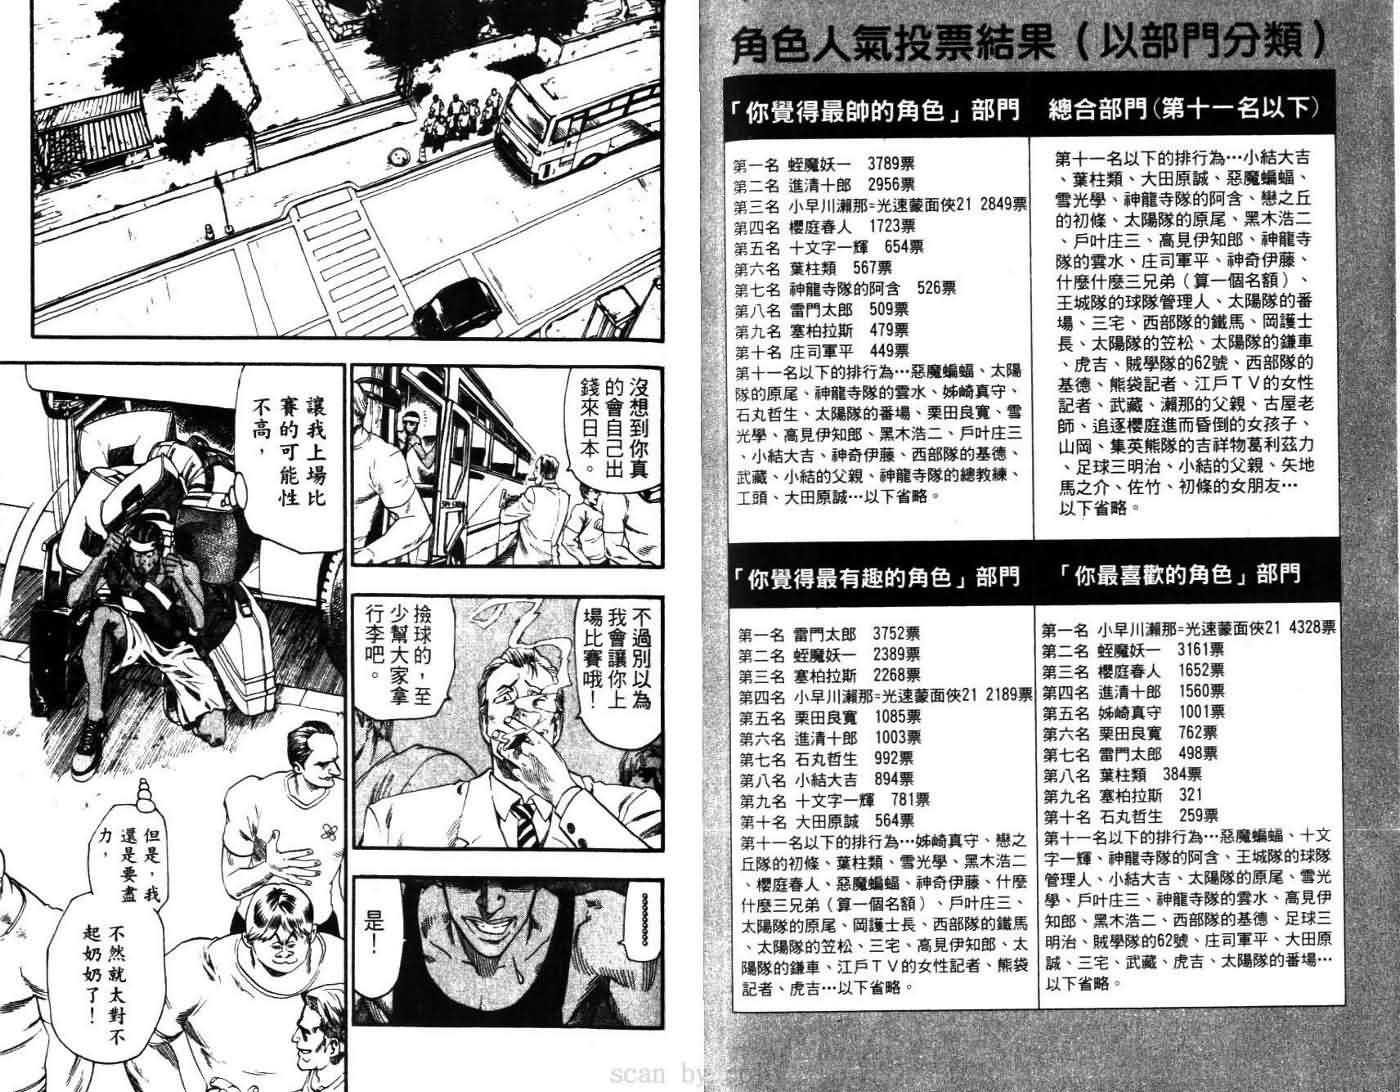 角色人氣投票結果（以部門分類）
「你覺得最帥的角色」部門
第一名 蛭魔妖一 3789票
第二名 進清十郎 2956票
第三名 小早川瀨那=光速蒙面俠21 2849票
第四名 櫻庭春人 1723票
第五名 十文字一輝 654票
第六名 葉柱類 567票
第七名 神龍寺隊的阿含 526票
第八名 雷門太郎 509票
第九名 塞柏拉斯 479票
第十名 庄司軍平 449票
第十一名以下的排行為…惡魔蝙蝠、太陽
隊的原尾、神龍寺隊的雲水、姊崎真守、
石丸哲生、太陽隊的番場、栗田良寬、雪
光學、高見伊知郎、黑木浩二、戶叶庄三
、小結大吉、神奇伊藤、西部隊的基德、
武藏、小結的父親、神龍寺隊的總教練、
工頭、大田原誠…以下省略。
總合部門（第十一名以下）
第十一名以下的排行為…小結大吉
、葉柱類、大田原誠、惡魔蝙蝠、
雪光學、神龍寺隊的阿含、戀之丘
的初條、太陽隊的原尾、黑木浩二
、戶叶庄三、高見伊知郎、神龍寺
隊的雲水、庄司軍平、神奇伊藤、
什麼什麼三兄弟（算一個名額）、
王城隊的球隊管理人、太陽隊的番
場、三宅、西部隊的鐵馬、岡護士
長、太陽隊的笠松、太陽隊的鎌車
、虎吉、賊學隊的62號、西部隊的
基德、熊袋記者、江戶ＴＶ的女性
記者、武藏、瀨那的父親、古屋老
師、追逐櫻庭進而昏倒的女孩子、
山岡、集英熊隊的吉祥物葛利茲力
、足球三明治、小結的父親、矢地
馬之介、佐竹、初條的女朋友…
以下省略。
「你覺得最有趣的角色」部門
第一名 雷門太郎 3752票
第二名 蛭魔妖一 2389票
第三名 塞柏拉斯 2268票
第四名 小早川瀨那=光速蒙面俠21 2189票
第五名 栗田良寬 1085票
第六名 進清十郎 1003票
第七名 石丸哲生 992票
第八名 小結大吉 894票
第九名 十文字一輝 781票
第十名 大田原誠 564票
第十一名以下的排行為…姊崎真守、戀之
丘隊的初條、葉柱類、雪光學、黑木浩二
、櫻庭春人、惡魔蝙蝠、神奇伊藤、什麼
什麼三兄弟（算一個名額）、戶叶庄三、
太陽隊的原尾、岡護士長、西部隊的鐵馬
、太陽隊的笠松、三宅、高見伊知郎、太
陽隊的鎌車、江戶ＴＶ的女性記者、熊袋
記者、虎吉…以下省略。
「你最喜歡的角色」部門
第一名 小早川瀨那=光速蒙面俠21 4328票
第二名 蛭魔妖一 3161票
第三名 櫻庭春人 1652票
第四名 進清十郎 1560票
第五名 姊崎真守 1001票
第六名 栗田良寬 762票
第七名 雷門太郎 498票
第八名 葉柱類 384票
第九名 塞柏拉斯 321
第十名 石丸哲生 259票
第十一名以下的排行為…惡魔蝙蝠、十文
字一輝、神龍寺隊的阿含、王城隊的球隊
管理人、小結大吉、太陽隊的原尾、雪光
學、戶叶庄三、神龍寺隊的雲水、高見伊
知郎、黑木浩二、西部隊的基德、足球三
明治、賊學隊的62號、庄司軍平、大田原
誠、三宅、武藏、虎吉、太陽隊的番場…
以下省略。
沒想到你真
的會自己出
錢來日本。
不過別以為
我會讓你上
場比賽哦！
撿球的，至
少幫大家拿
行李吧。
…………
是！
讓我上場比
賽的可能性
不高，
但是，我
還是要盡
力，
不然就太對不
起奶奶了！
scan by